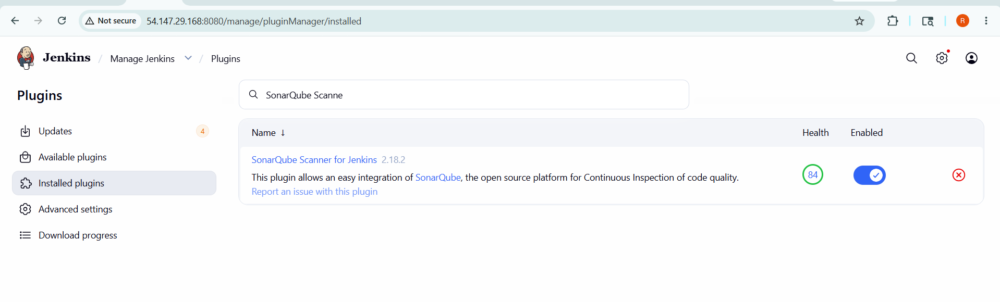 Not secure 54.147.29.168:8080/manage/pluginManager/installed R
Jenkins / Manage Jenkins / Plugins
Plugins
SonarQube Scanne
Updates 4
Available plugins
Installed plugins
Advanced settings
Download progress
Name ↓ Health Enabled
SonarQube Scanner for Jenkins 2.18.2
This plugin allows an easy integration of SonarQube, the open source platform for Continuous Inspection of code quality.
Report an issue with this plugin
84